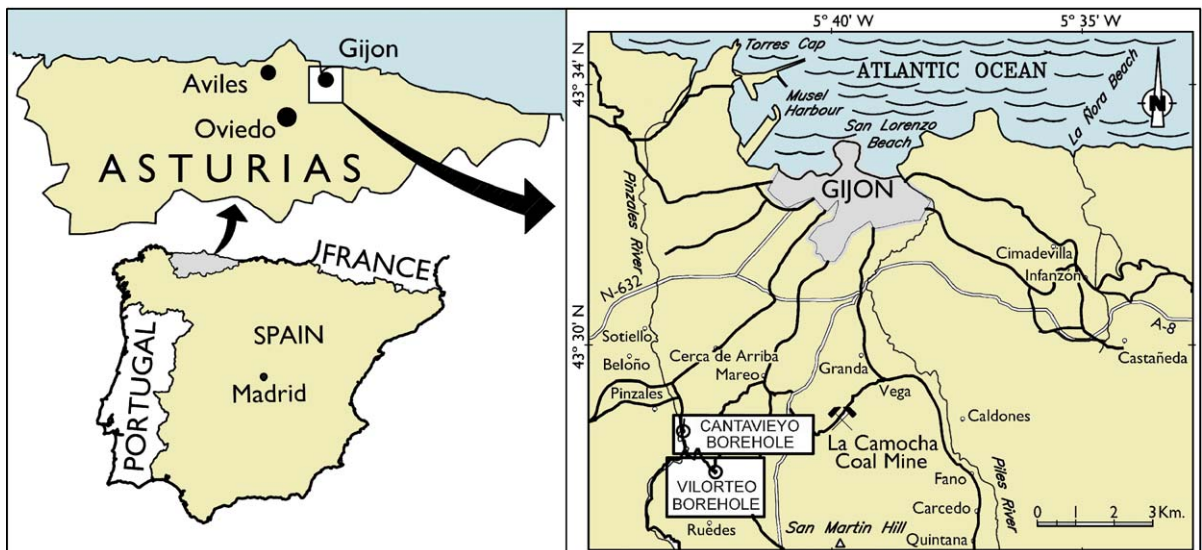 Gijon
Aviles
Oviedo
ASTURIAS
FRANCE
SPAIN
PORTUGAL
Madrid
5° 40' W
5° 35' W
43° 34' N
43° 30' N
Torres Cap
ATLANTIC OCEAN
Musel
Harbour
San Lorenzo
Beach
La Ñora Beach
N
GIJON
Pinzales River
Cimadevilla
Infanzón
N-632
A-8
Sotiello
Beloño
Cerca de Arriba
Mareo
Granda
Castañeda
Pinzales
Vega
Caldones
CANTAVIEYO
BOREHOLE
La Camocha
Coal Mine
VILORTEO
BOREHOLE
Fano
Piles River
Carcedo
Ruedes
San Martin Hill
Quintana
0 1 2 3 Km.